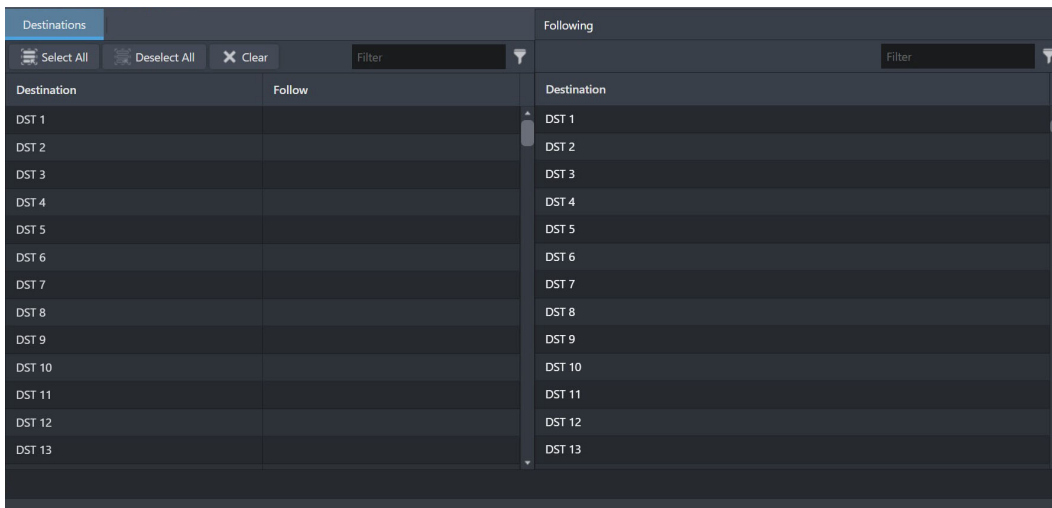 Destinations Following
Select All Deselect All Clear Filter Filter
Destination Follow Destination
DST 1 DST 1
DST 2 DST 2
DST 3 DST 3
DST 4 DST 4
DST 5 DST 5
DST 6 DST 6
DST 7 DST 7
DST 8 DST 8
DST 9 DST 9
DST 10 DST 10
DST 11 DST 11
DST 12 DST 12
DST 13 DST 13